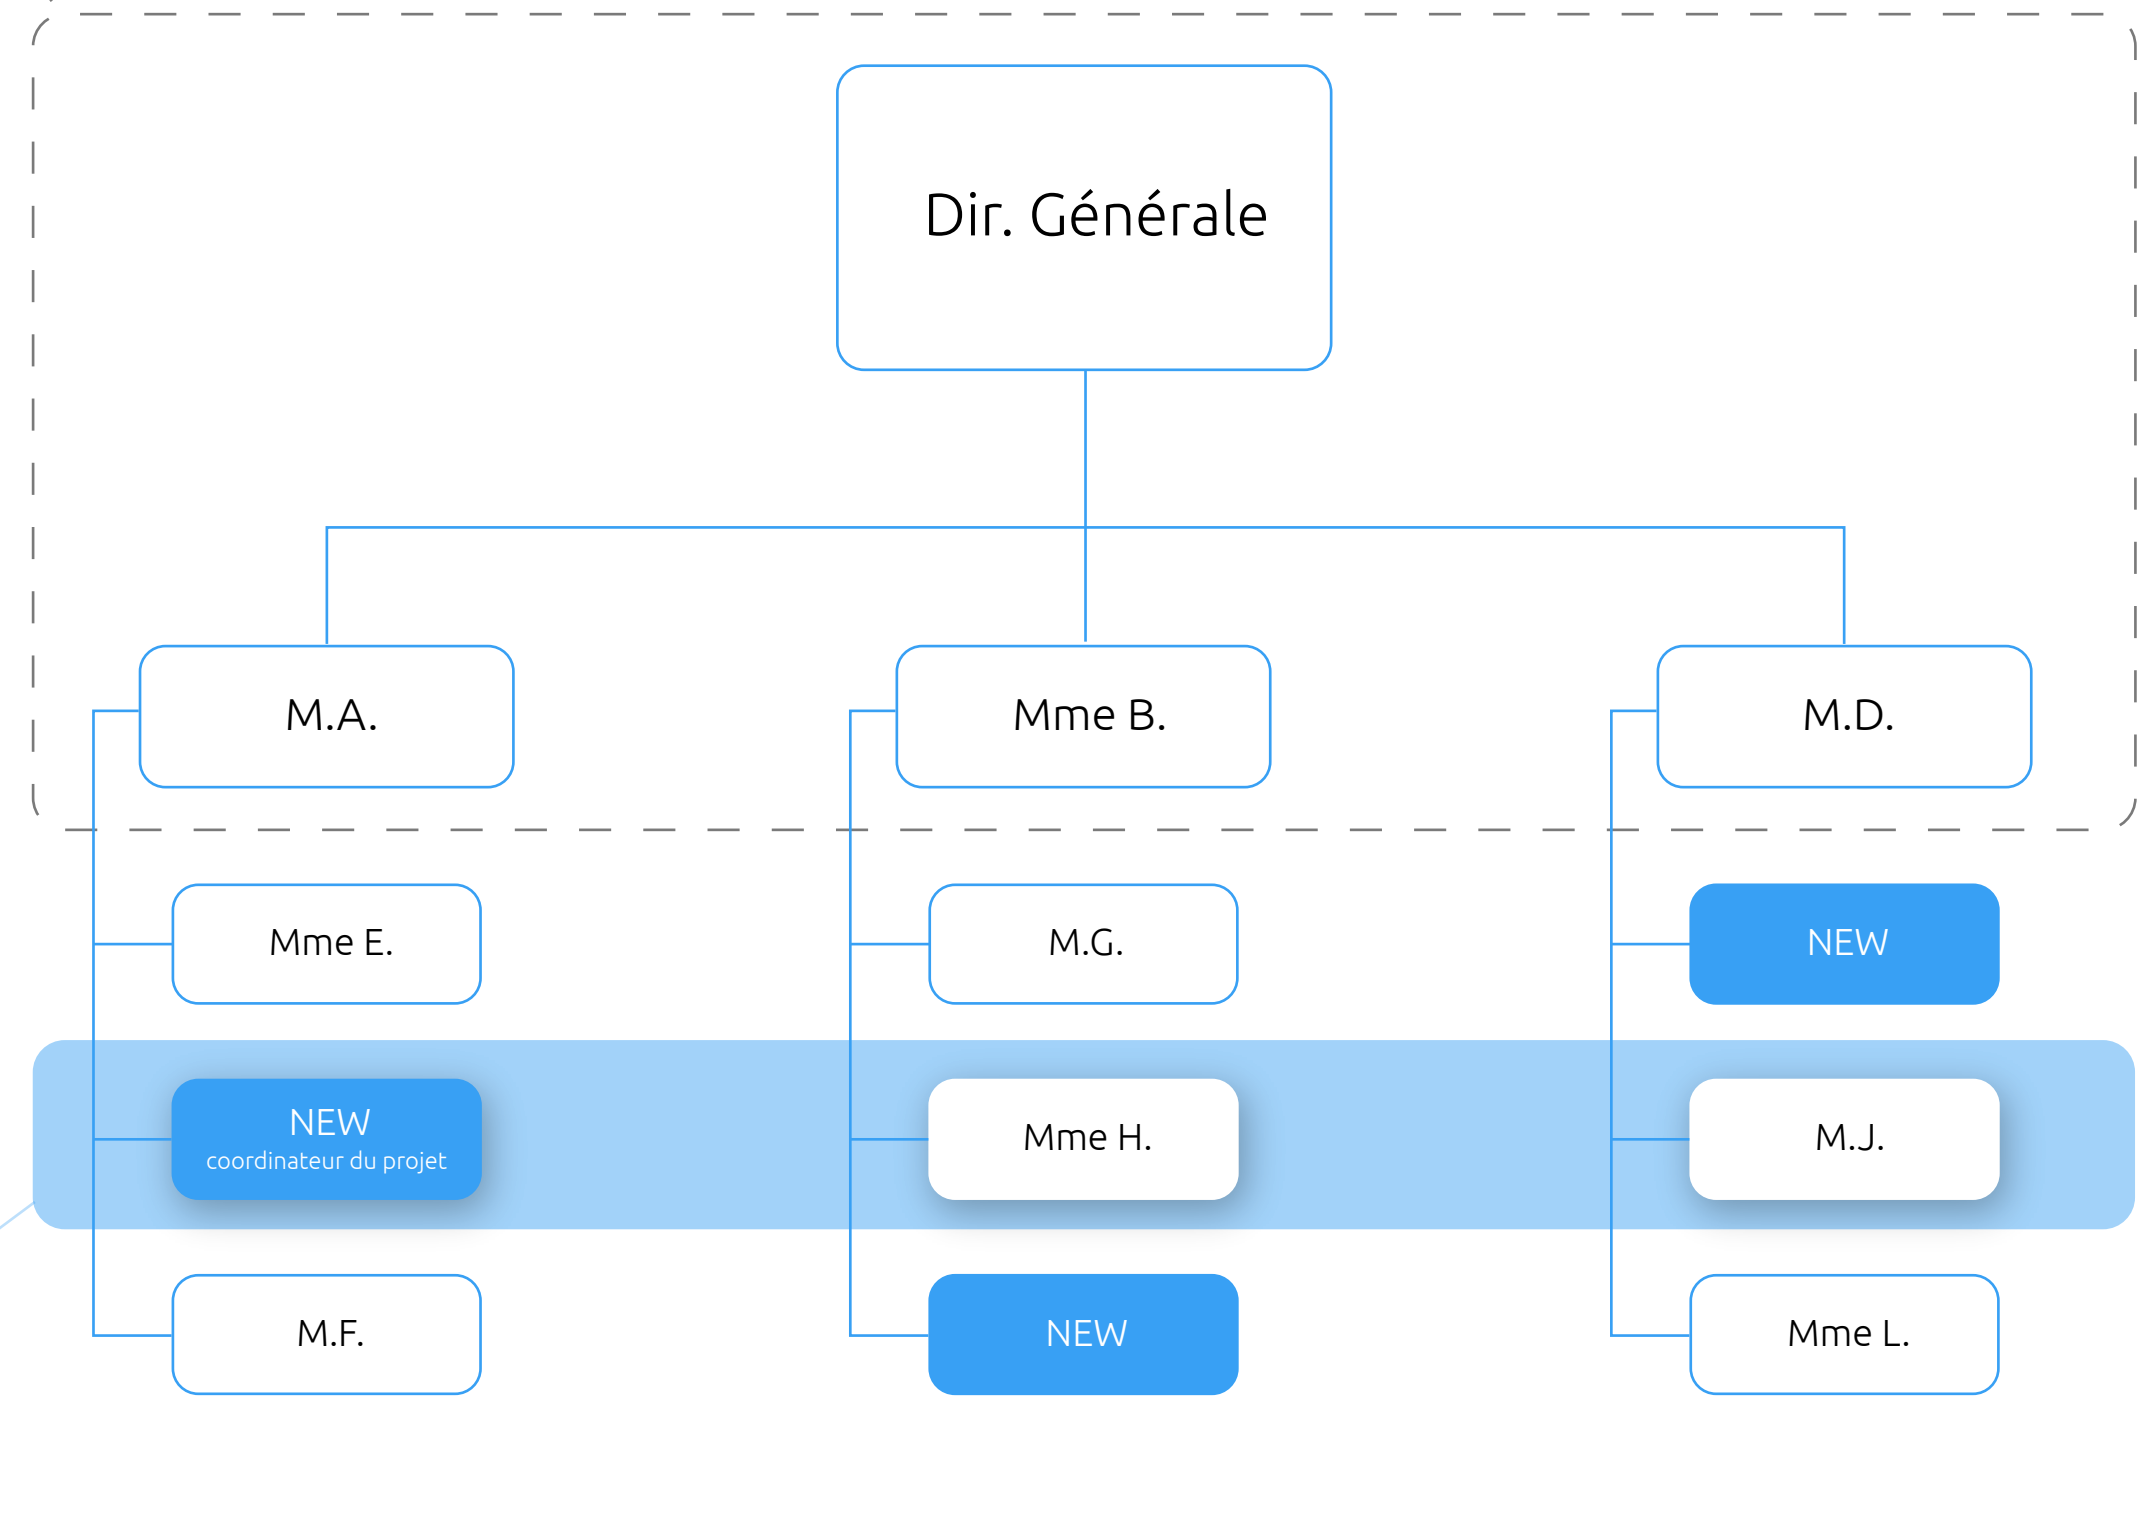 Dir. Générale
M.A.
Mme B.
M.D.
Mme E.
M.G.
NEW
NEW
coordinateur du projet
Mme H.
M.J.
M.F.
NEW
Mme L.